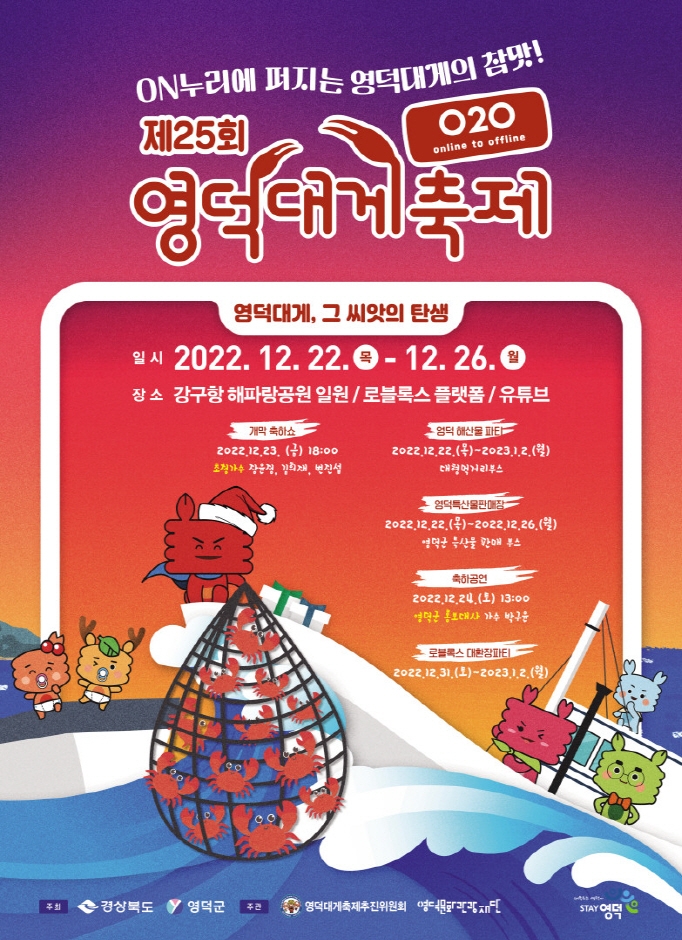 ON누리에 퍼지는 영덕대게의 참맛!
제25회
O2O
online to offline
영덕대게축제
영덕대게, 그 씨앗의 탄생
일시 2022. 12. 22. 목 - 12. 26. 월
장소 강구항 해파랑공원 일원 / 로블록스 플랫폼 / 유튜브
개막 축하쇼
2022.12.23. (금) 18:00
초청가수 장윤정, 김희재, 변진섭
영덕 해산물 파티
2022.12.22.(목)~2023.1.2.(월)
대형먹거리부스
영덕특산물판매장
2022.12.22.(목)~2022.12.26.(월)
영덕군 특산물 판매 부스
축하공연
2022.12.24.(토) 13:00
영덕군 홍보대사 가수 박구윤
로블록스 대환장파티
2022.12.31.(토)~2023.1.2.(월)
주최 경상북도 영덕군 주관 영덕대게축제추진위원회 영덕문화관광재단
STAY영덕